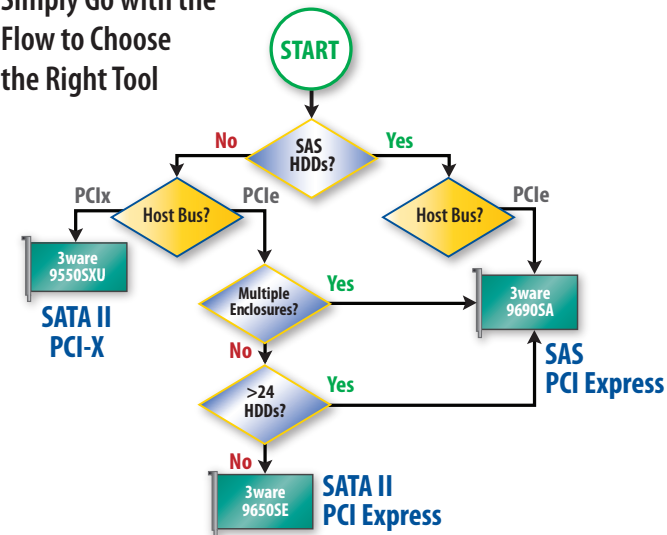 Simply Go with the
Flow to Choose
the Right Tool
START
No
SAS
HDDs?
Yes
PCIx
Host Bus?
PCIe
Host Bus?
PCIe
3ware
9550SXU
SATA II
PCI-X
Multiple
Enclosures?
Yes
3ware
9690SA
SAS
PCI Express
No
>24
HDDs?
Yes
No
3ware
9650SE
SATA II
PCI Express